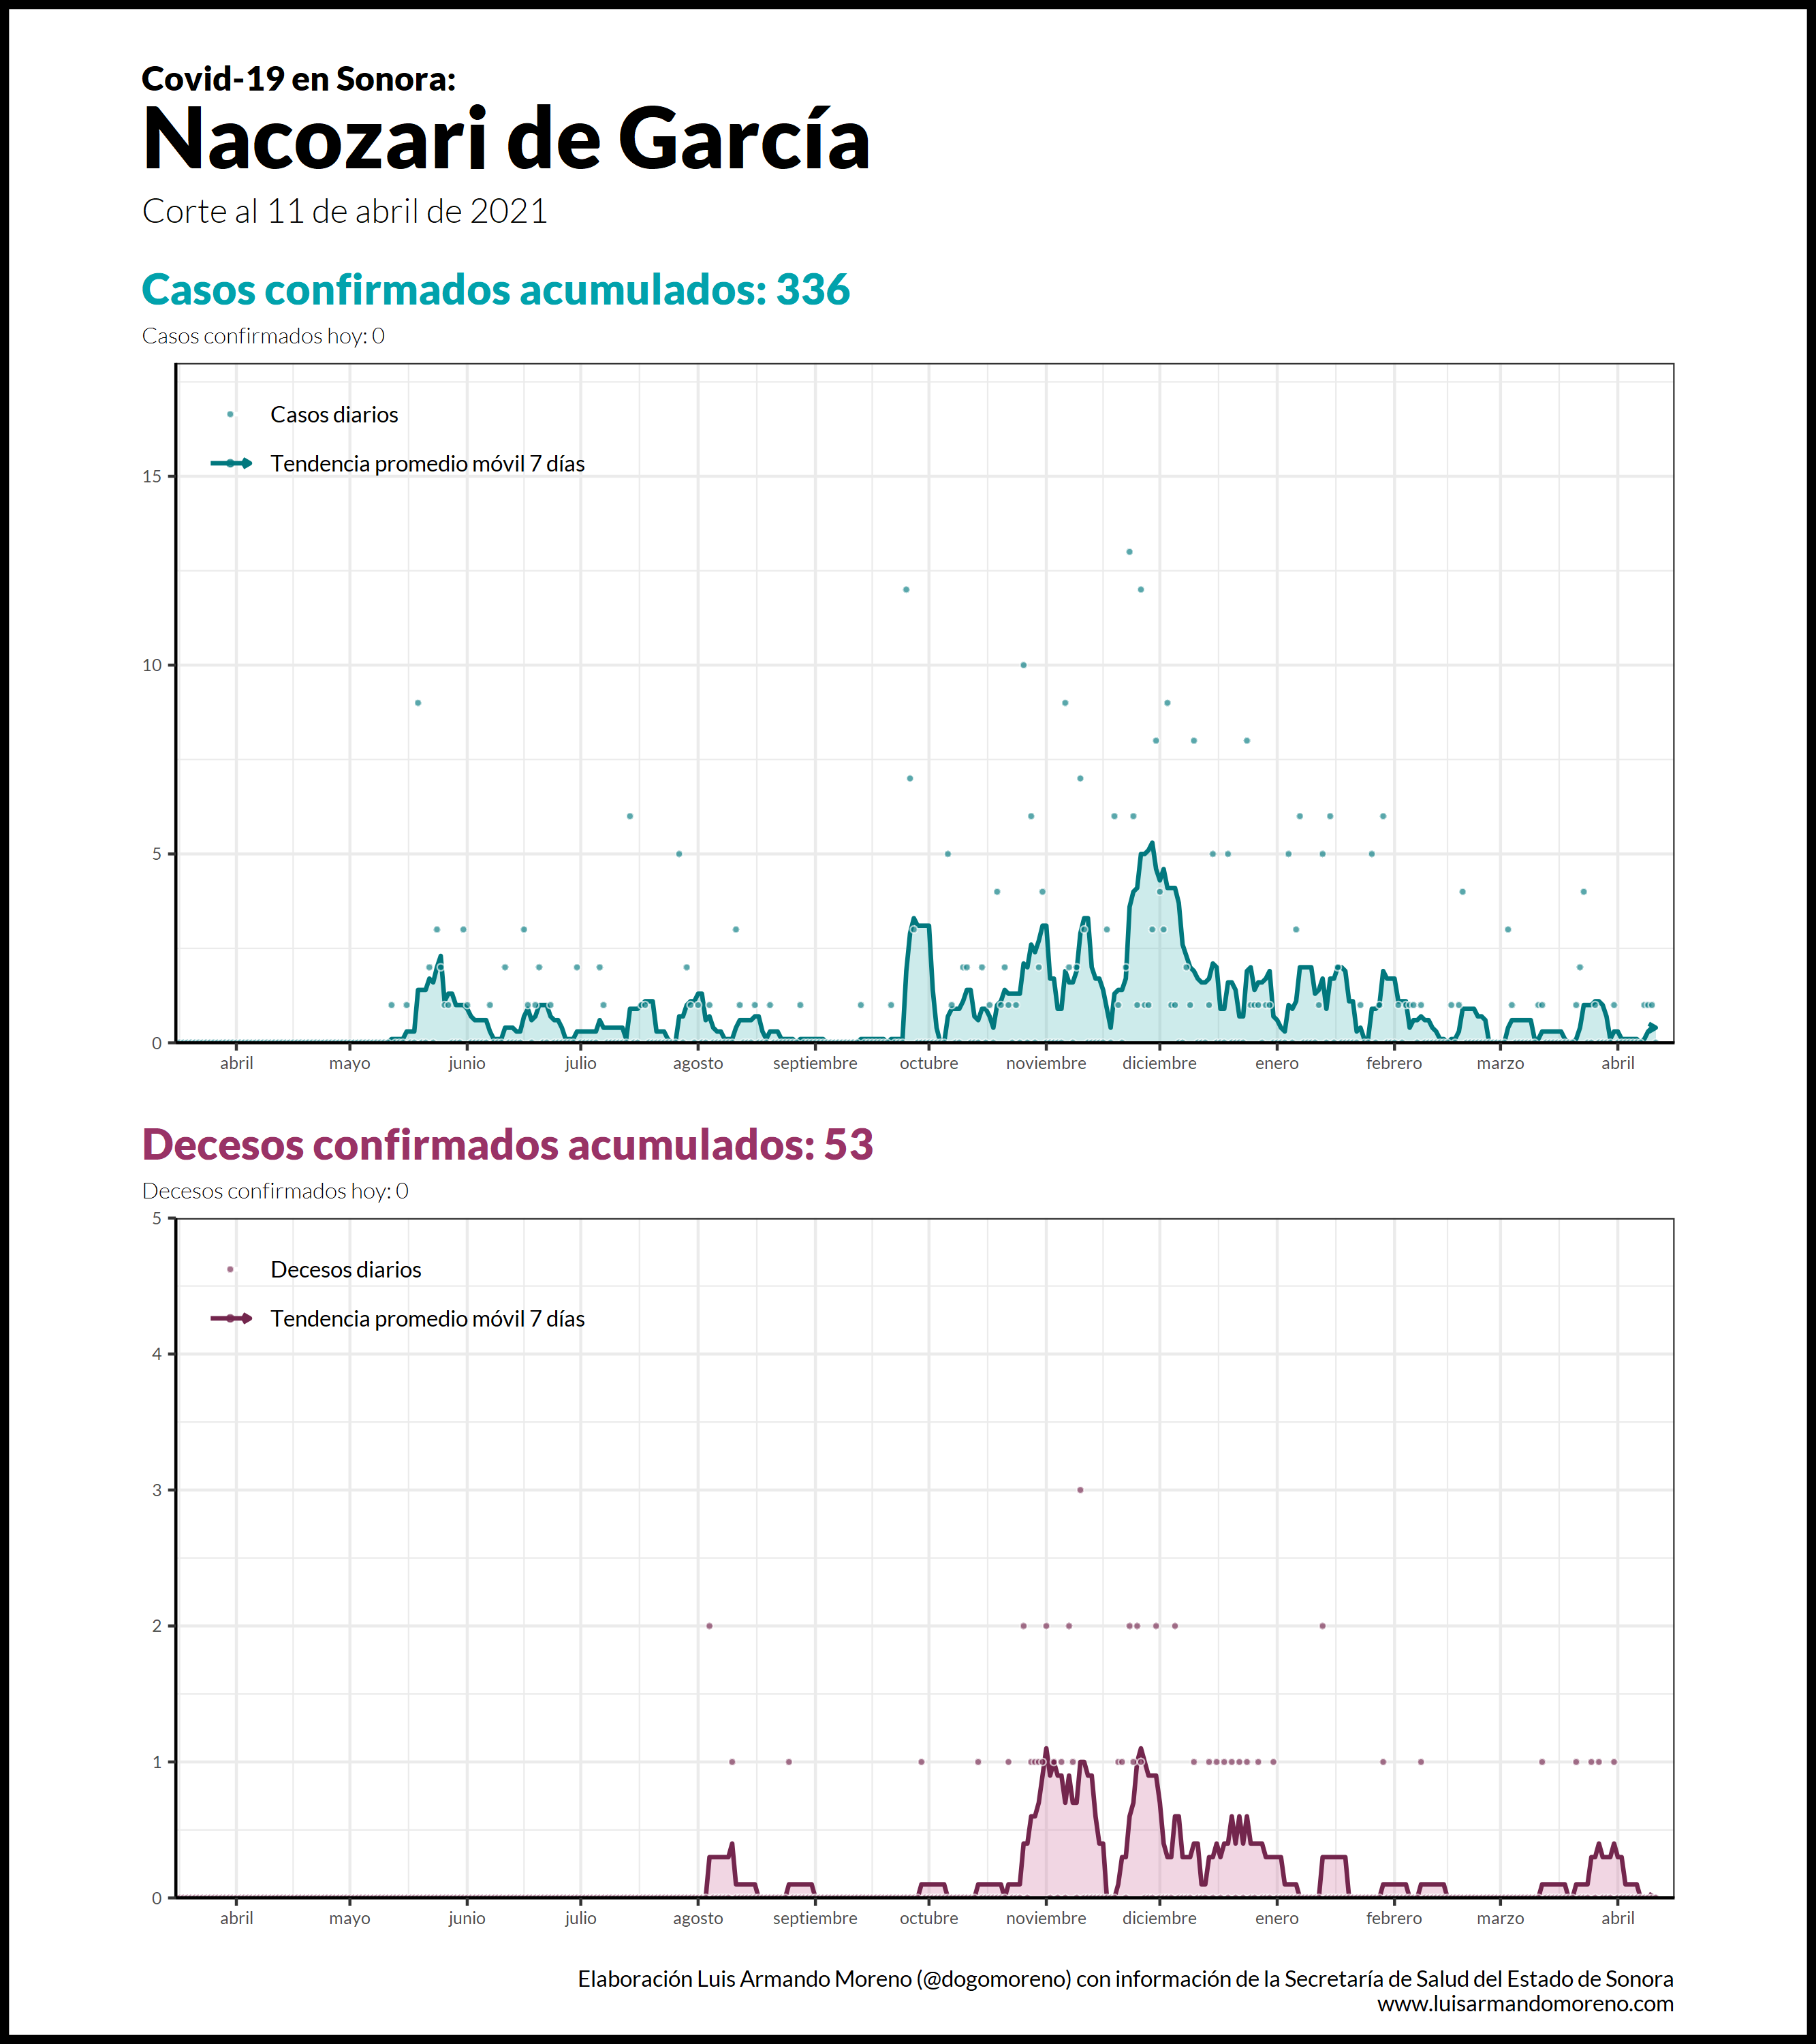 Covid-19 en Sonora:
Nacozari de García
Corte al 11 de abril de 2021
Casos confirmados acumulados: 336
Casos confirmados hoy: 0
Casos diarios
Tendencia promedio móvil 7 días
15
10
5
0
abril mayo junio julio agosto septiembre octubre noviembre diciembre enero febrero marzo abril
Decesos confirmados acumulados: 53
Decesos confirmados hoy: 0
5
Decesos diarios
Tendencia promedio móvil 7 días
4
3
2
1
0
abril mayo junio julio agosto septiembre octubre noviembre diciembre enero febrero marzo abril
Elaboración Luis Armando Moreno (@dogomoreno) con información de la Secretaría de Salud del Estado de Sonora
www.luisarmandomoreno.com